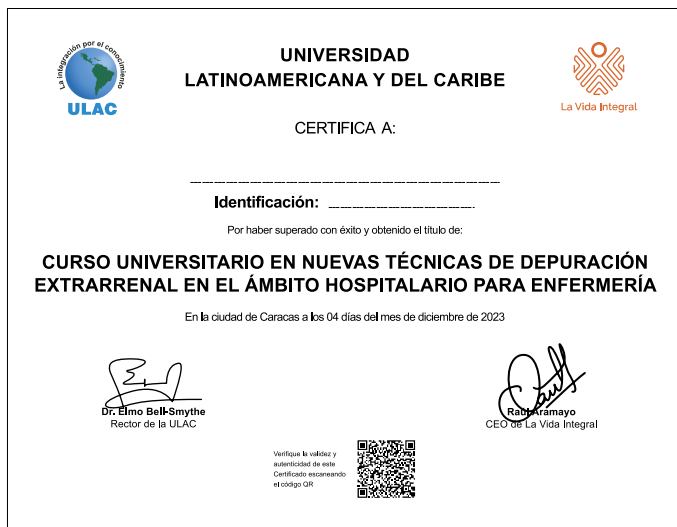 La integración por el conocimiento
ULAC
UNIVERSIDAD
LATINOAMERICANA Y DEL CARIBE
La Vida Integral
CERTIFICA A:
Identificación:
Por haber superado con éxito y obtenido el título de:
CURSO UNIVERSITARIO EN NUEVAS TÉCNICAS DE DEPURACIÓN
EXTRARRENAL EN EL ÁMBITO HOSPITALARIO PARA ENFERMERÍA
En la ciudad de Caracas a los 04 días del mes de diciembre de 2023
Dr. Elmo Bell-Smythe
Rector de la ULAC
Raúl Aramayo
CEO de La Vida Integral
Verifique la validez y
autenticidad de este
Certificado escaneando
el código QR